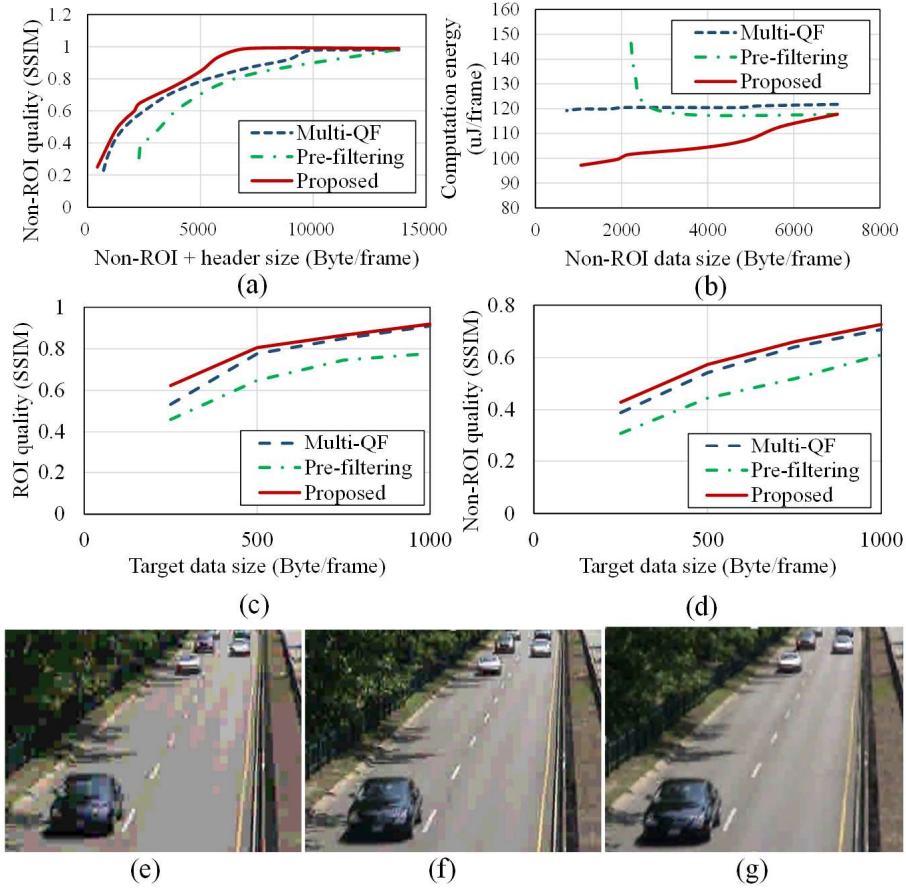 Non-ROI quality (SSIM)
1.2
1
0.8
0.6
0.4
0.2
0
Multi-QF
Pre-filtering
Proposed
0
5000
10000
15000
Non-ROI + header size (Byte/frame)
(a)
Computation energy
(uJ/frame)
160
150
140
130
120
110
100
90
80
Multi-QF
Pre-filtering
Proposed
0
2000
4000
6000
8000
Non-ROI data size (Byte/frame)
(b)
ROI quality (SSIM)
1
0.8
0.6
0.4
0.2
0
Multi-QF
Pre-filtering
Proposed
0
500
1000
Target data size (Byte/frame)
(c)
Non-ROI quality (SSIM)
0.8
0.6
0.4
0.2
0
Multi-QF
Pre-filtering
Proposed
0
500
1000
Target data size (Byte/frame)
(d)
(e)
(f)
(g)